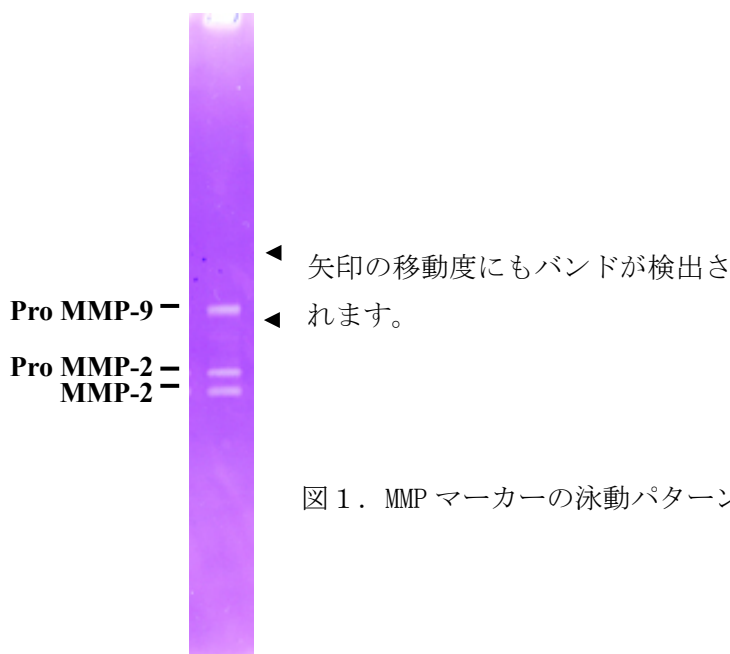 矢印の移動度にもバンドが検出さ
れます。
Pro MMP-9
Pro MMP-2
MMP-2
図１． MMP マーカーの泳動パターン